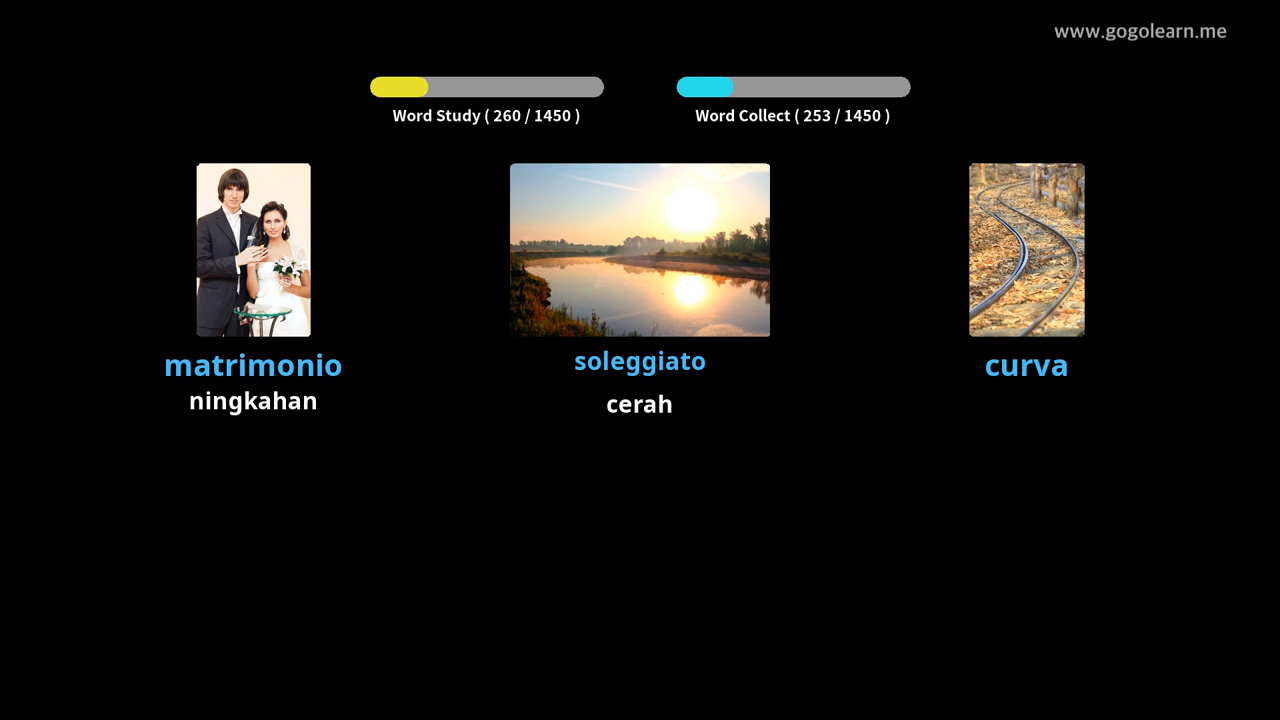 www.gogolearn.me
Word Study ( 260 / 1450 )
Word Collect ( 253 / 1450 )
matrimonio
ningkahan
soleggiato
cerah
curva